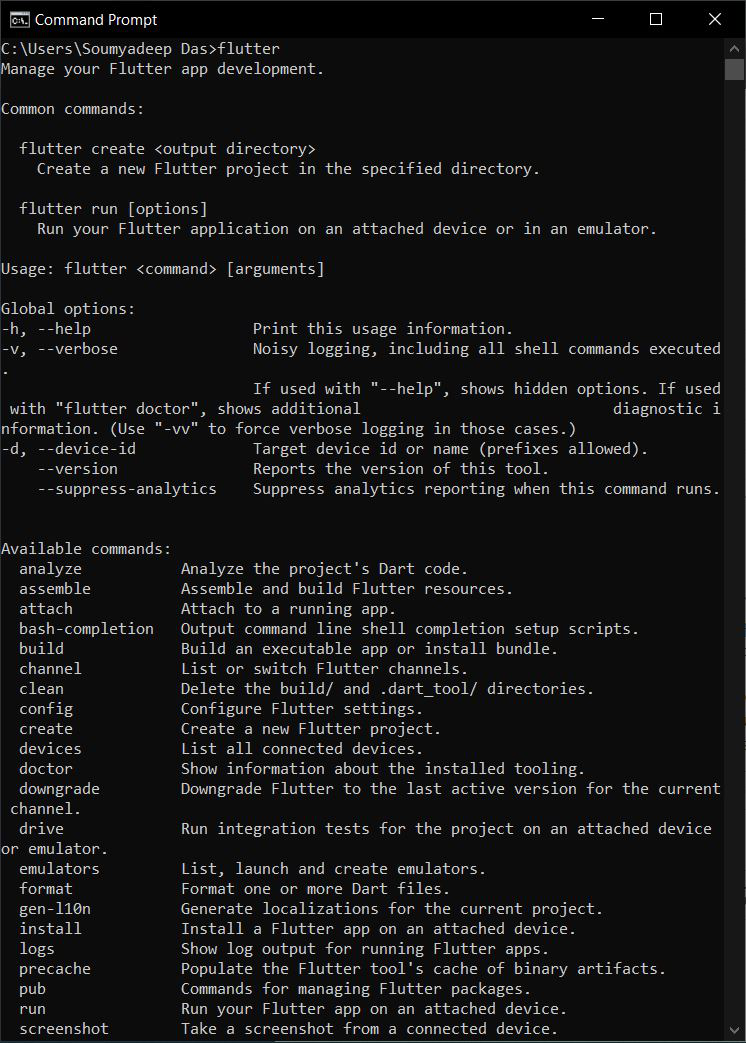 Command Prompt
C:\Users\Soumyadeep Das>flutter
Manage your Flutter app development.
Common commands:
flutter create <output directory>
Create a new Flutter project in the specified directory.
flutter run [options]
Run your Flutter application on an attached device or in an emulator.
Usage: flutter <command> [arguments]
Global options:
-h, --help                  Print this usage information.
-v, --verbose               Noisy logging, including all shell commands executed
.
If used with "--help", shows hidden options. If used
with "flutter doctor", shows additional                            diagnostic i
nformation. (Use "-vv" to force verbose logging in those cases.)
-d, --device-id             Target device id or name (prefixes allowed).
--version               Reports the version of this tool.
--suppress-analytics    Suppress analytics reporting when this command runs.
Available commands:
analyze           Analyze the project's Dart code.
assemble          Assemble and build Flutter resources.
attach            Attach to a running app.
bash-completion   Output command line shell completion setup scripts.
build             Build an executable app or install bundle.
channel           List or switch Flutter channels.
clean             Delete the build/ and .dart_tool/ directories.
config            Configure Flutter settings.
create            Create a new Flutter project.
devices           List all connected devices.
doctor            Show information about the installed tooling.
downgrade         Downgrade Flutter to the last active version for the current
channel.
drive             Run integration tests for the project on an attached device
or emulator.
emulators         List, launch and create emulators.
format            Format one or more Dart files.
gen-l10n          Generate localizations for the current project.
install           Install a Flutter app on an attached device.
logs              Show log output for running Flutter apps.
precache          Populate the Flutter tool's cache of binary artifacts.
pub               Commands for managing Flutter packages.
run               Run your Flutter app on an attached device.
screenshot        Take a screenshot from a connected device.